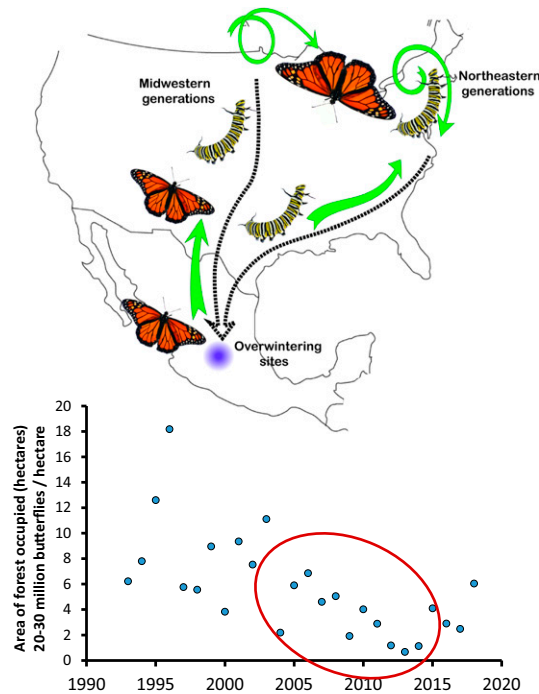 Midwestern
generations
Northeastern
generations
Overwintering
sites
Area of forest occupied (hectares)
20-30 million butterflies / hectare
20
18
16
14
12
10
8
6
4
2
0
1990
1995
2000
2005
2010
2015
2020